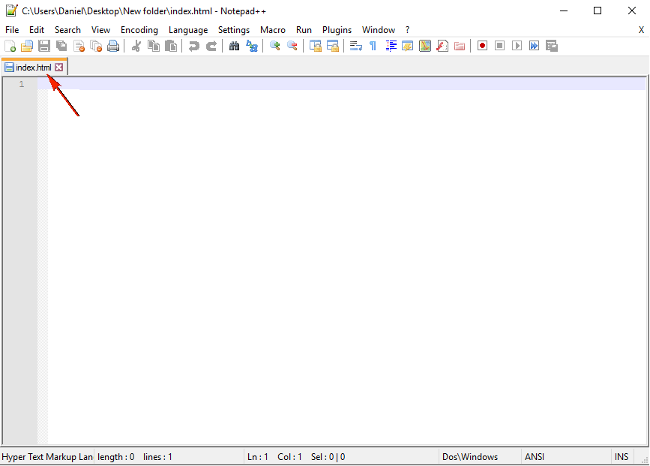 C:\Users\Daniel\Desktop\New folder\index.html - Notepad++
File Edit Search View Encoding Language Settings Macro Run Plugins Window ? X
index.html
1
Hyper Text Markup Lan length : 0 lines : 1 Ln : 1 Col : 1 Sel : 0 | 0 Dos\Windows ANSI INS